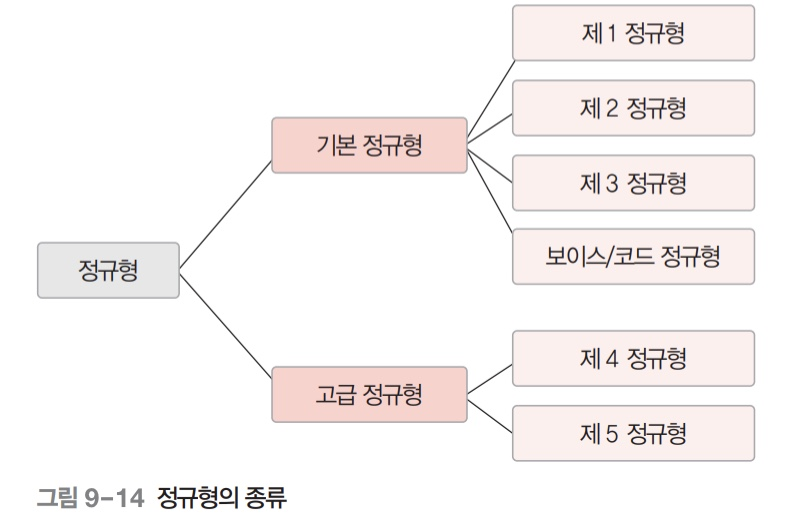 정규형
기본 정규형
제 1 정규형
제 2 정규형
제 3 정규형
보이스/코드 정규형
고급 정규형
제 4 정규형
제 5 정규형
그림 9-14 정규형의 종류